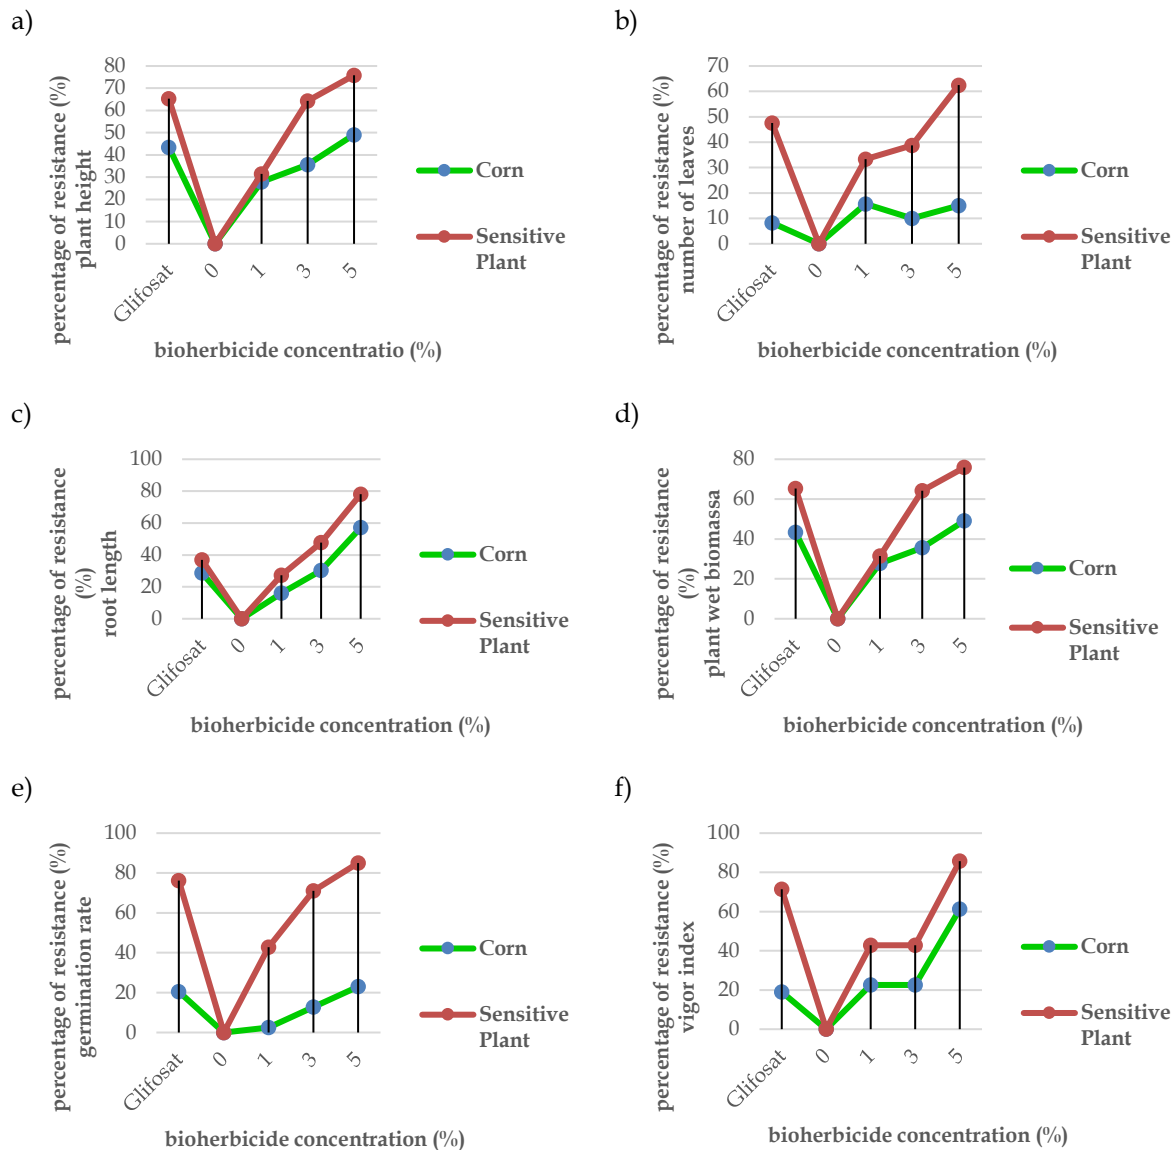 a)
percentage of resistance (%)
plant height
80
70
60
50
40
30
20
10
0
Glifosat
0
1
3
5
bioherbicide concentratio (%)
Corn
Sensitive
Plant
b)
percentage of resistance (%)
number of leaves
70
60
50
40
30
20
10
0
Glifosat
0
1
3
5
bioherbicide concentration (%)
Corn
Sensitive
Plant
c)
percentage of resistance
(%)
root length
100
80
60
40
20
0
Glifosat
0
1
3
5
bioherbicide concentration (%)
Corn
Sensitive
Plant
d)
percentage of resistance
(%)
plant wet biomassa
80
60
40
20
0
Glifosat
0
1
3
5
bioherbicide concentration (%)
Corn
Sensitive
Plant
e)
percentage of resistance (%)
germination rate
100
80
60
40
20
0
Glifosat
0
1
3
5
bioherbicide concentration (%)
Corn
Sensitive
Plant
f)
percentage of resistance (%)
vigor index
100
80
60
40
20
0
Glifosat
0
1
3
5
bioherbicide concentration (%)
Corn
Sensitive
Plant